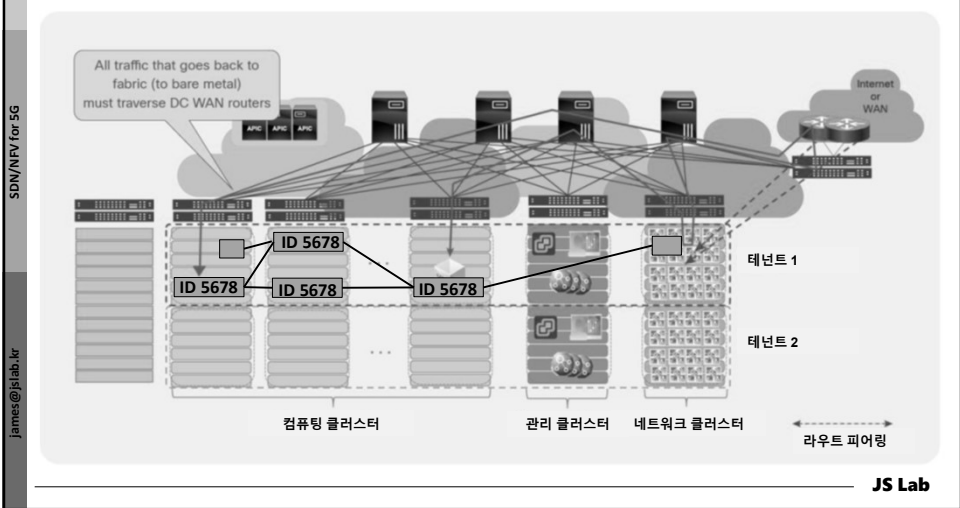 All traffic that goes back to
fabric (to bare metal)
must traverse DC WAN routers
Internet
or
WAN
APIC
APIC
APIC
SDN/NFV for 5G
ID 5678
테넌트 1
ID 5678
ID 5678
ID 5678
테넌트 2
컴퓨팅 클러스터
관리 클러스터
네트워크 클러스터
라우트 피어링
james@jslab.kr
JS Lab